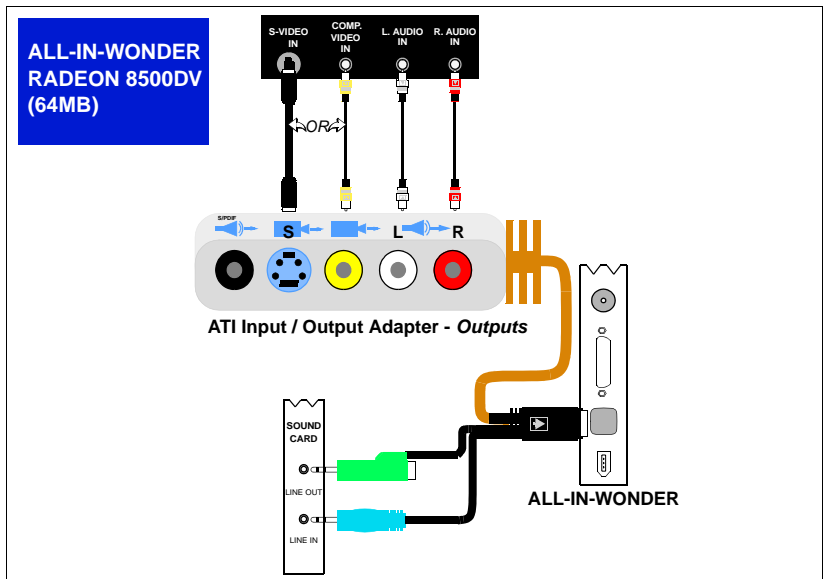 ALL-IN-WONDER
RADEON 8500DV
(64MB)
S-VIDEO
IN
COMP.
VIDEO
IN
L. AUDIO
IN
R. AUDIO
IN
OR
S/PDIF
S
L
R
ATI Input / Output Adapter - Outputs
SOUND
CARD
LINE OUT
LINE IN
ALL-IN-WONDER